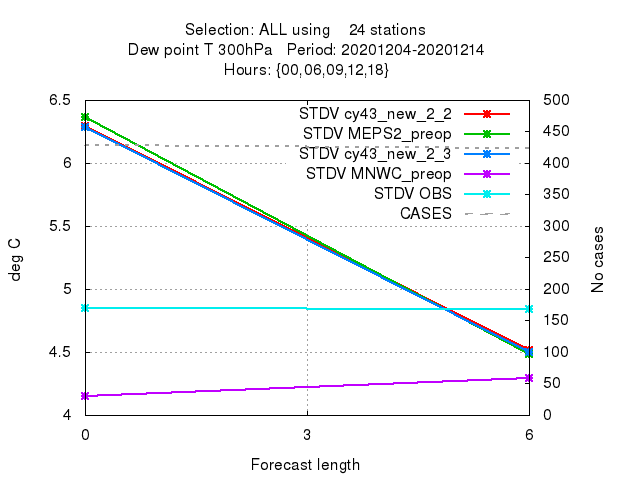 Selection: ALL using 24 stations
Dew point T 300hPa Period: 20201204-20201214
Hours: {00,06,09,12,18}
STDV cy43_new_2_2
STDV MEPS2_preop
STDV cy43_new_2_3
STDV MNWC_preop
STDV OBS
CASES
6.5
6
5.5
5
4.5
4
deg C
500
450
400
350
300
250
200
150
100
50
0
No cases
0 3 6
Forecast length